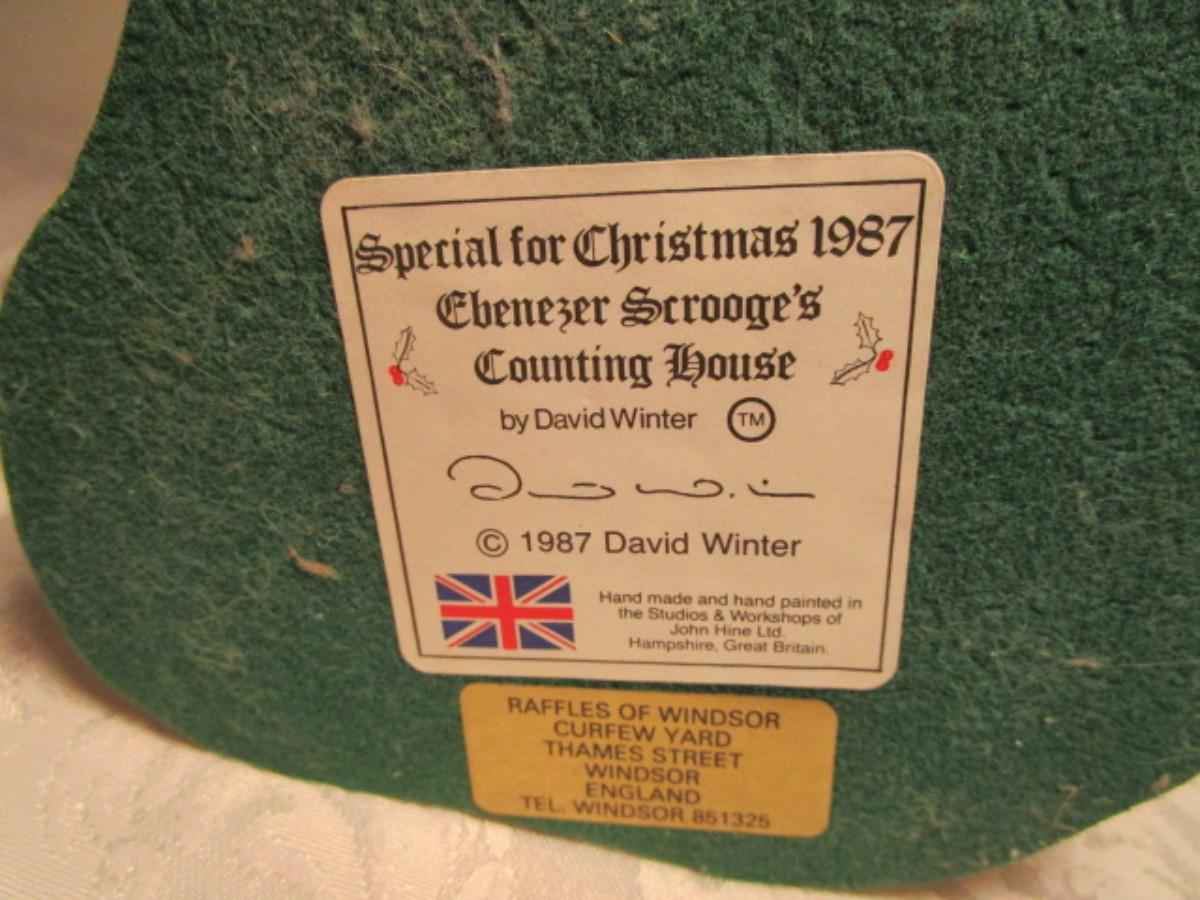 Special for Christmas 1987
Ebenezer Scrooge's
Counting House
by David Winter TM
© 1987 David Winter
Hand made and hand painted in
the Studios & Workshops of
John Hine Ltd.
Hampshire, Great Britain.
RAFFLES OF WINDSOR
CURFEW YARD
THAMES STREET
WINDSOR
ENGLAND
TEL. WINDSOR 851325